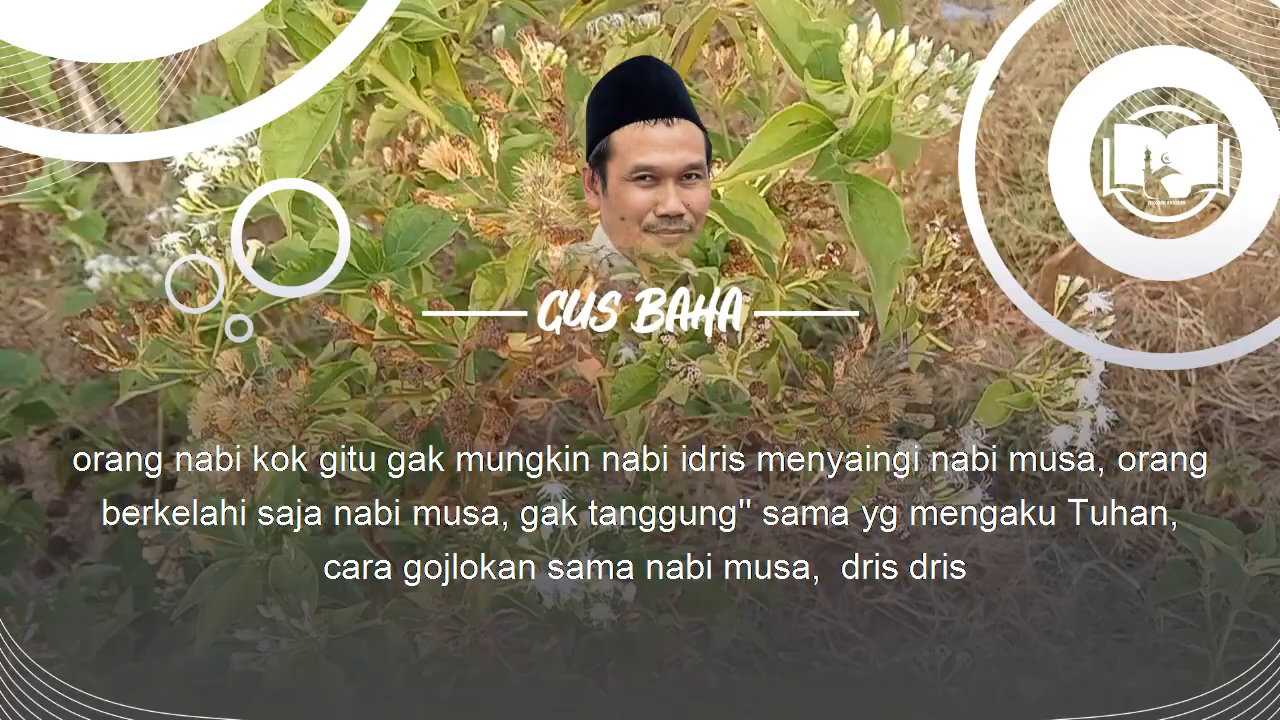 GUS BAHA
orang nabi kok gitu gak mungkin nabi idris menyaingi nabi musa, orang
berkelahi saja nabi musa, gak tanggung" sama yg mengaku Tuhan,
cara gojlokan sama nabi musa,  dris dris